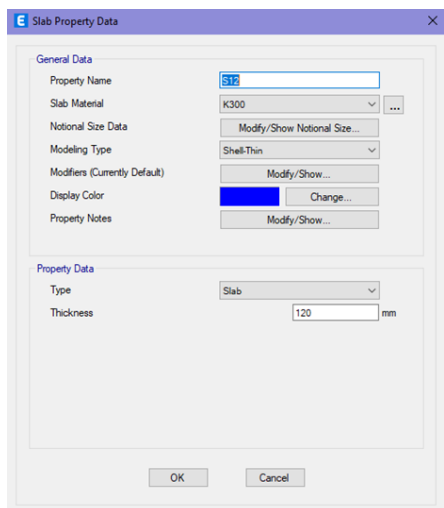 E Slab Property Data
General Data
Property Name S12
Slab Material K300 ...
Notional Size Data Modify/Show Notional Size...
Modeling Type Shell-Thin
Modifiers (Currently Default) Modify/Show...
Display Color Change...
Property Notes Modify/Show...
Property Data
Type Slab
Thickness 120 mm
OK Cancel